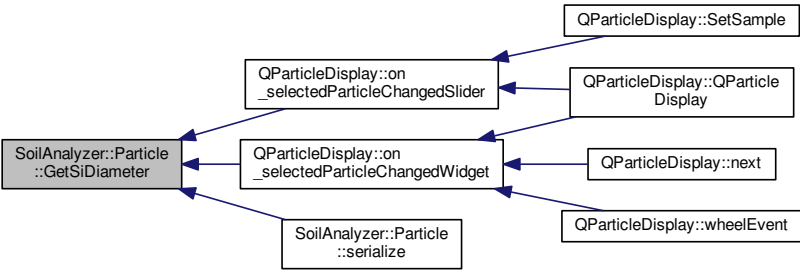 SoilAnalyzer::Particle
::GetSiDiameter
QParticleDisplay::on
_selectedParticleChangedSlider
QParticleDisplay::SetSample
QParticleDisplay::QParticle
Display
QParticleDisplay::on
_selectedParticleChangedWidget
QParticleDisplay::next
QParticleDisplay::wheelEvent
SoilAnalyzer::Particle
::serialize